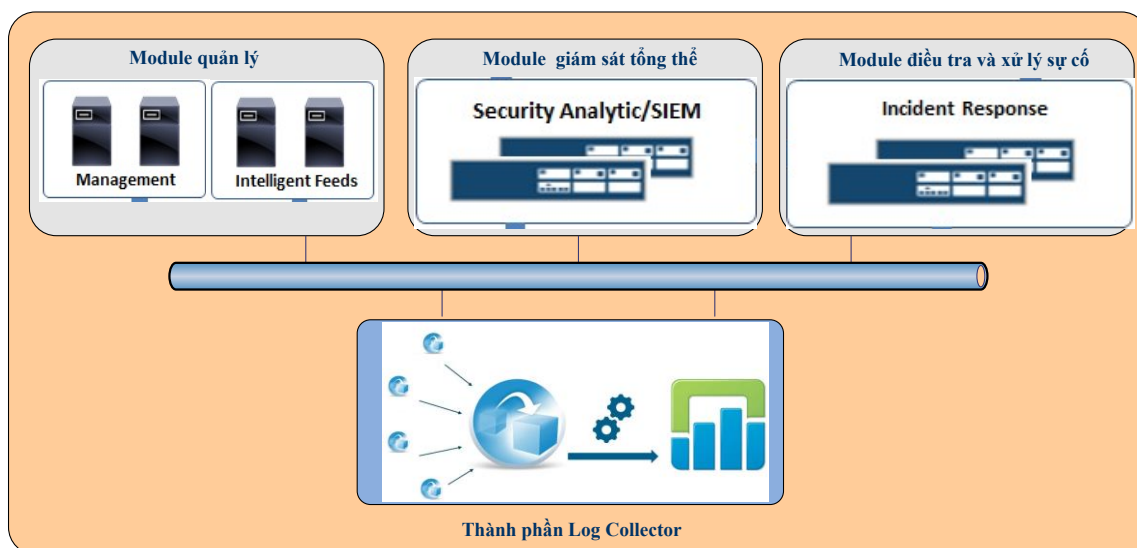 Module quản lý
Module giám sát tổng thể
Module điều tra và xử lý sự cố
Management
Intelligent Feeds
Security Analytic/SIEM
Incident Response
Thành phần Log Collector